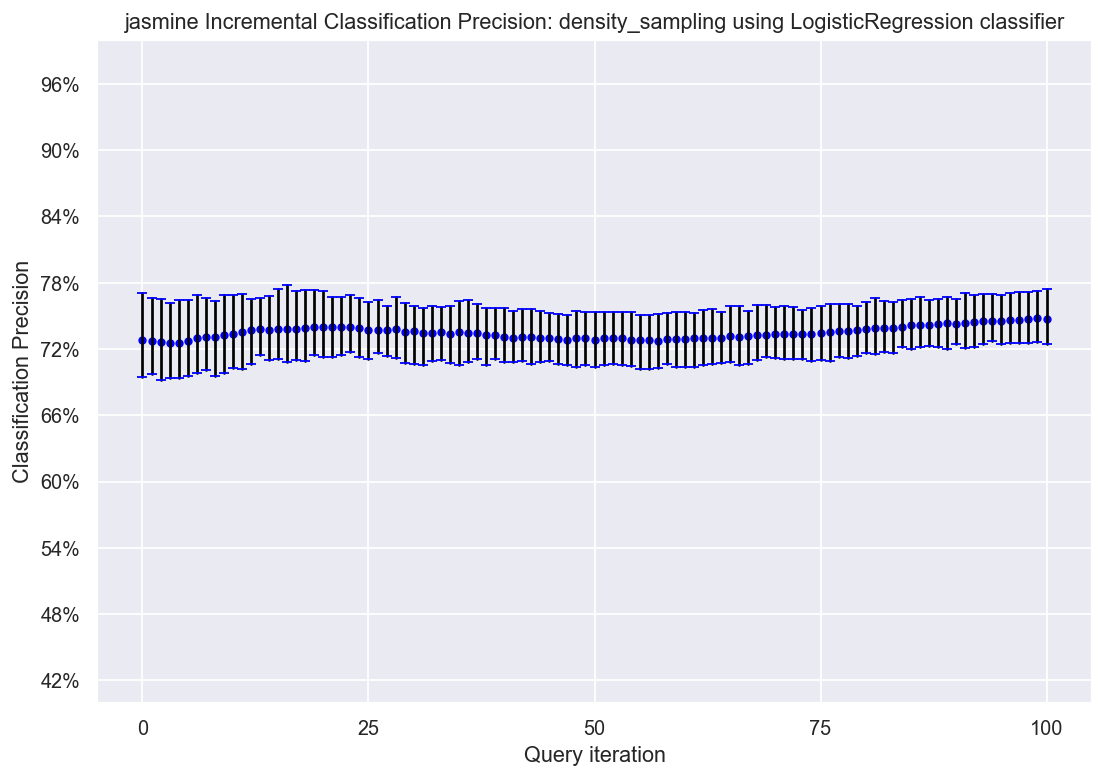 jasmine Incremental Classification Precision: density_sampling using LogisticRegression classifier
96%
90%
84%
78%
72%
66%
60%
54%
48%
42%
Classification Precision
0 25 50 75 100
Query iteration